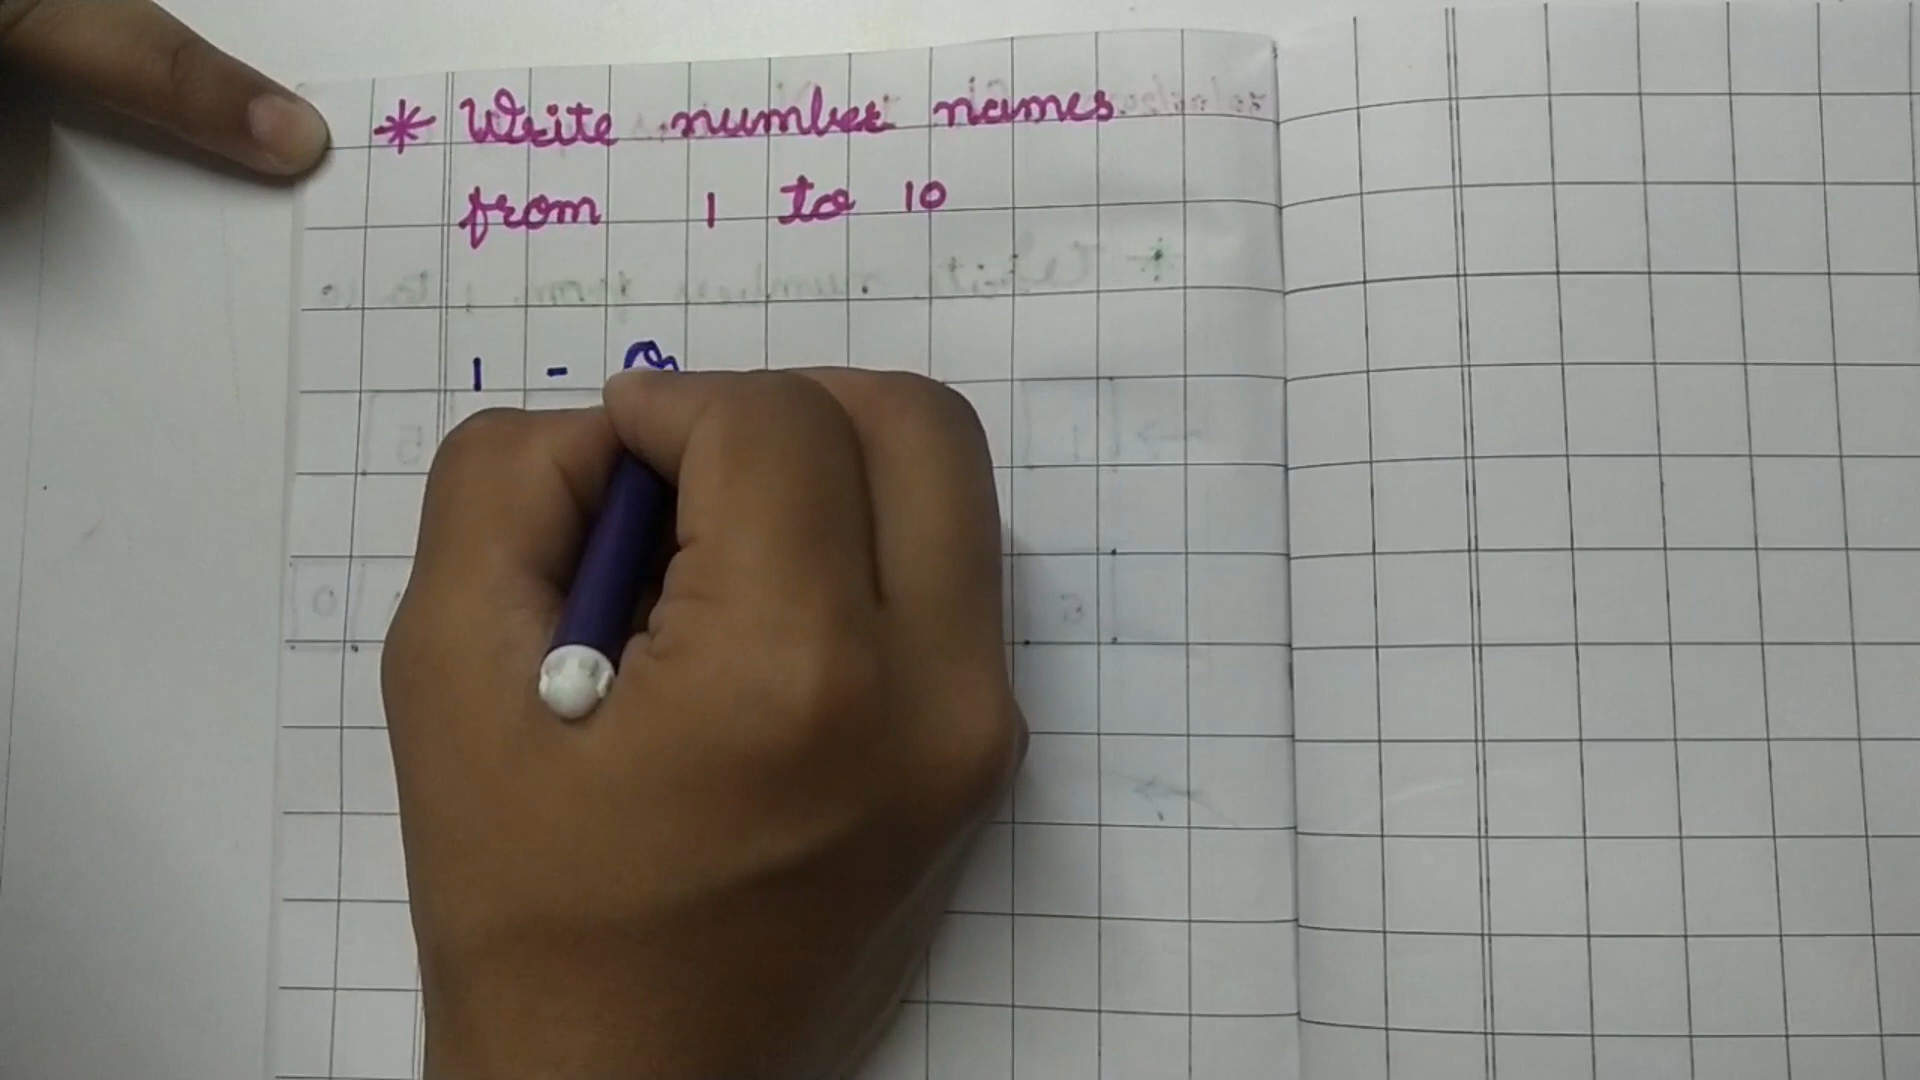 * Write number names
from 1 to 10
1 -